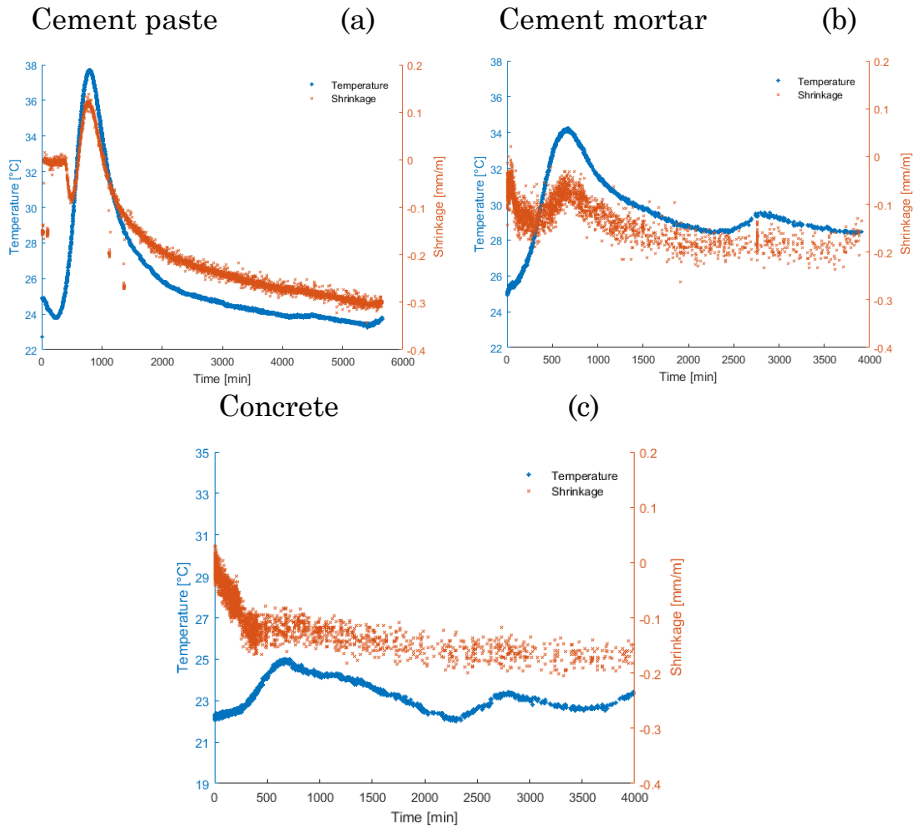 Cement paste (a)
38
36
34
32
30
28
26
24
22
Temperature [°C]
0.2
0.1
0
-0.1
-0.2
-0.3
-0.4
Shrinkage [mm/m]
Temperature
Shrinkage
0 1000 2000 3000 4000 5000 6000
Time [min]
Cement mortar (b)
38
36
34
32
30
28
26
24
22
Temperature [°C]
0.2
0.1
0
-0.1
-0.2
-0.3
-0.4
Shrinkage [mm/m]
Temperature
Shrinkage
0 500 1000 1500 2000 2500 3000 3500 4000
Time [min]
Concrete (c)
35
33
31
29
27
25
23
21
19
Temperature [°C]
0.2
0.1
0
-0.1
-0.2
-0.3
-0.4
Shrinkage [mm/m]
Temperature
Shrinkage
0 500 1000 1500 2000 2500 3000 3500 4000
Time [min]